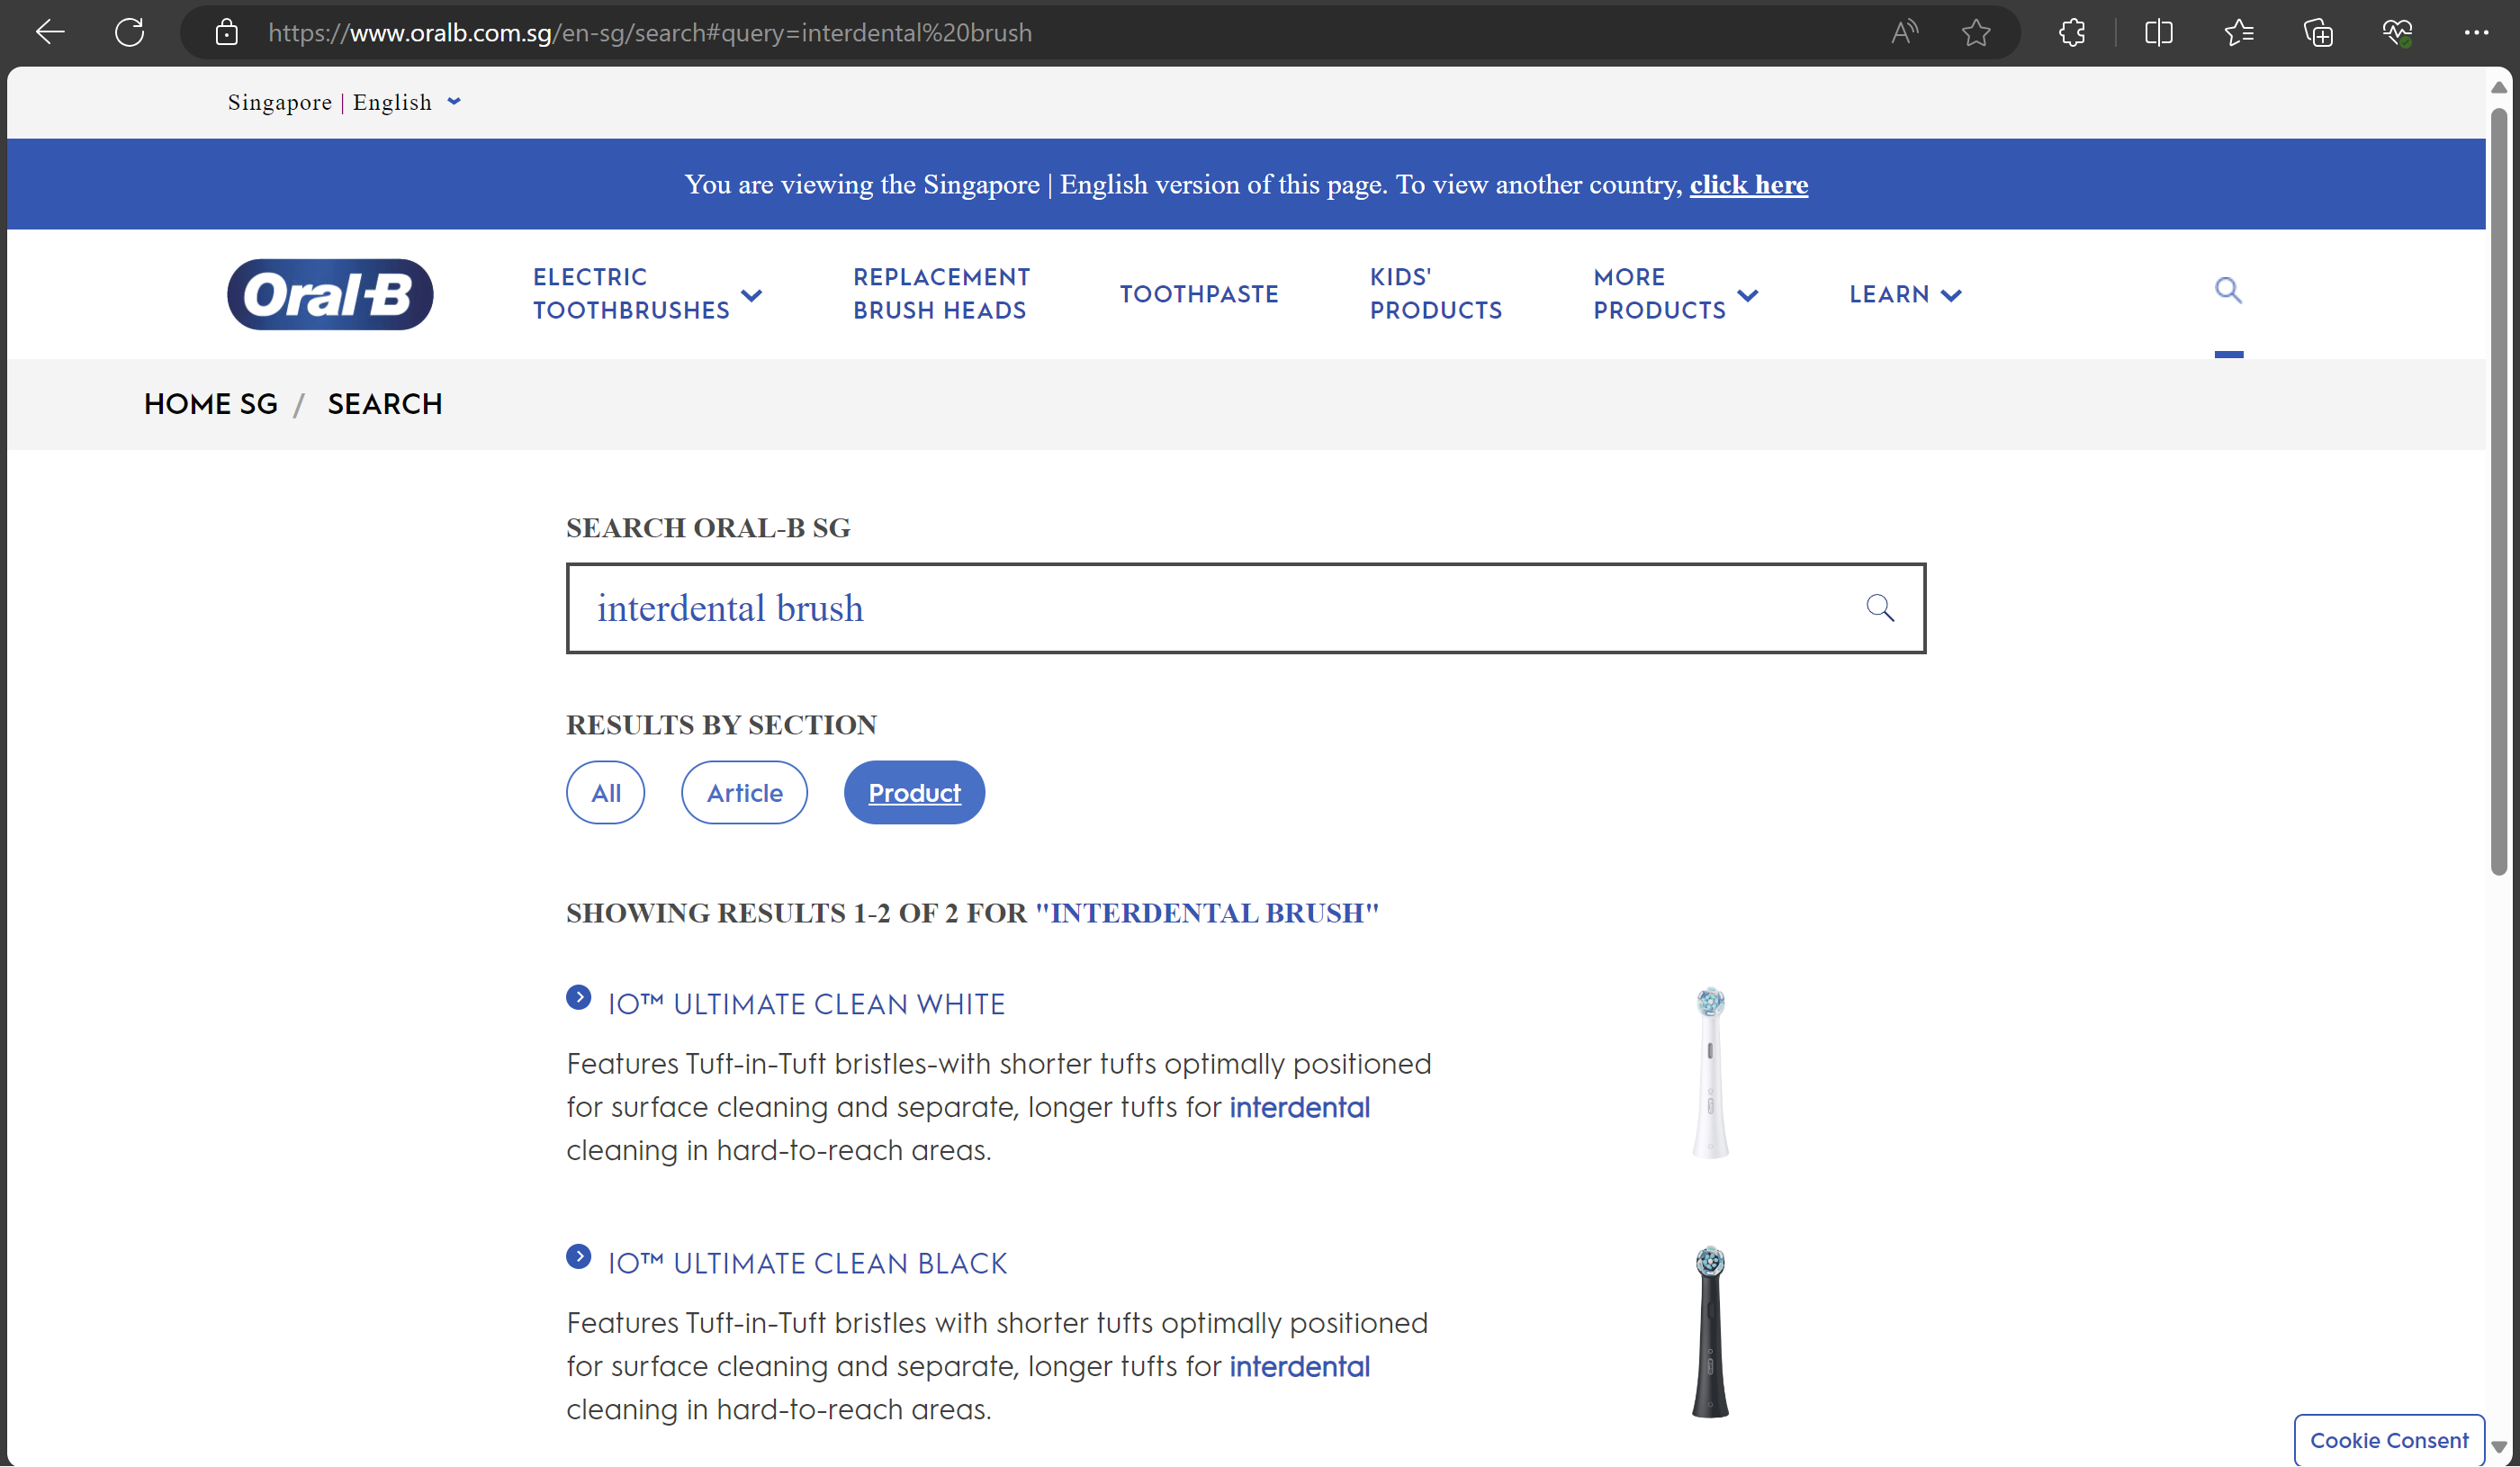 https://www.oralb.com.sg/en-sg/search#query=interdental%20brush
Singapore | English
You are viewing the Singapore | English version of this page. To view another country, click here
Oral-B
ELECTRIC
TOOTHBRUSHES
REPLACEMENT
BRUSH HEADS
TOOTHPASTE
KIDS'
PRODUCTS
MORE
PRODUCTS
LEARN
HOME SG / SEARCH
SEARCH ORAL-B SG
interdental brush
RESULTS BY SECTION
All
Article
Product
SHOWING RESULTS 1-2 OF 2 FOR "INTERDENTAL BRUSH"
IO™ ULTIMATE CLEAN WHITE
Features Tuft-in-Tuft bristles-with shorter tufts optimally positioned
for surface cleaning and separate, longer tufts for interdental
cleaning in hard-to-reach areas.
IO™ ULTIMATE CLEAN BLACK
Features Tuft-in-Tuft bristles with shorter tufts optimally positioned
for surface cleaning and separate, longer tufts for interdental
cleaning in hard-to-reach areas.
Cookie Consent